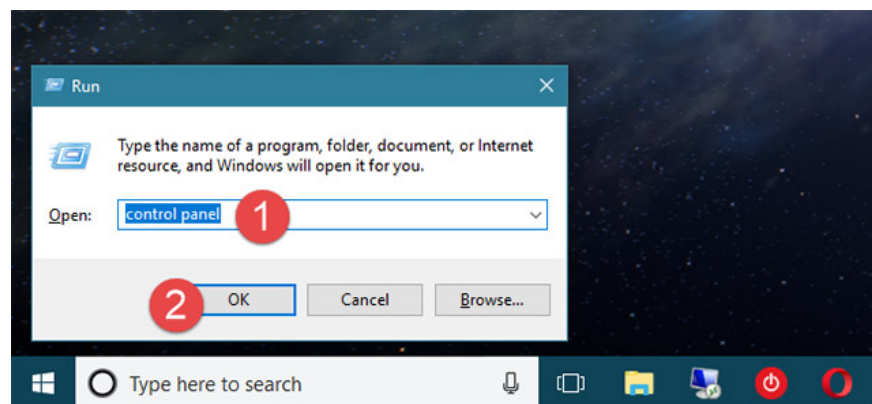 Run
Type the name of a program, folder, document, or Internet
resource, and Windows will open it for you.
Open:
control panel
1
2
OK
Cancel
Browse...
Type here to search